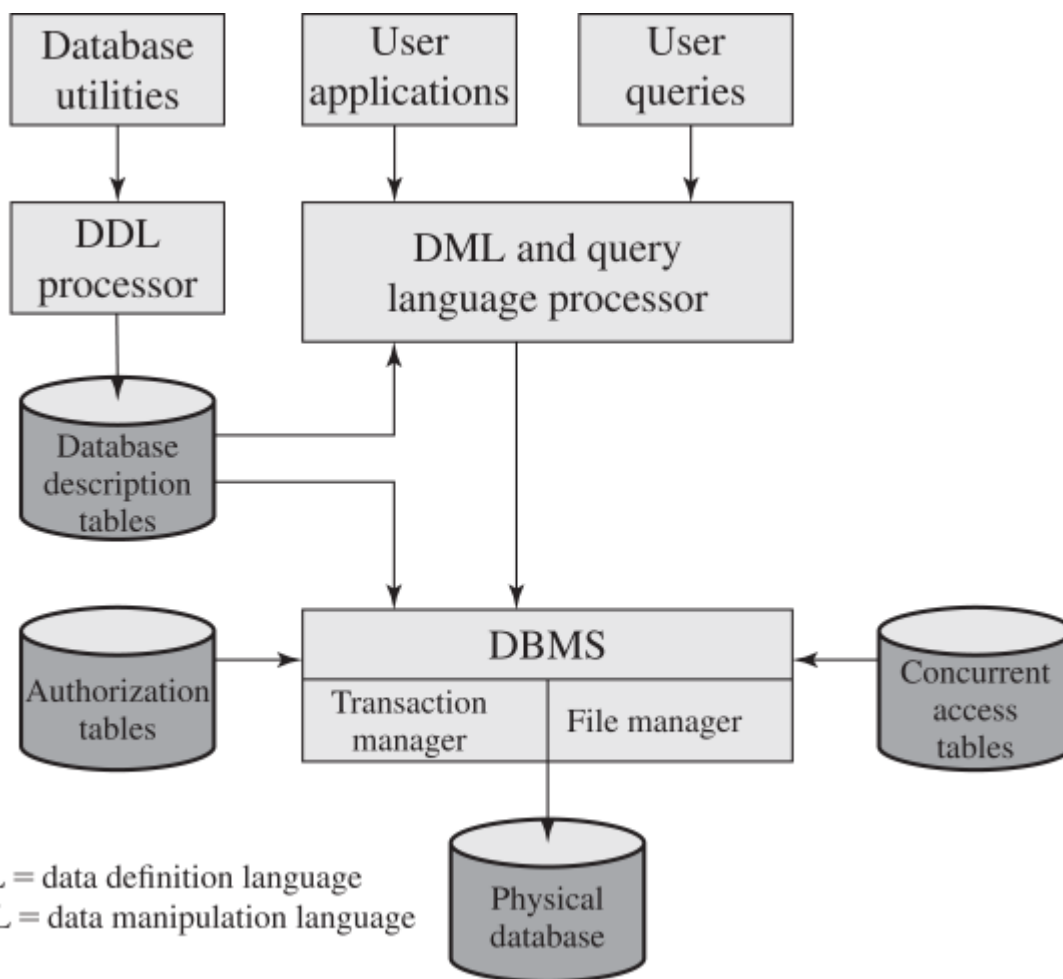 Database
utilities
User
applications
User
queries
DDL
processor
DML and query
language processor
Database
description
tables
DBMS
Transaction
manager
File manager
Authorization
tables
Concurrent
access
tables
Physical
database
L = data definition language
L = data manipulation language